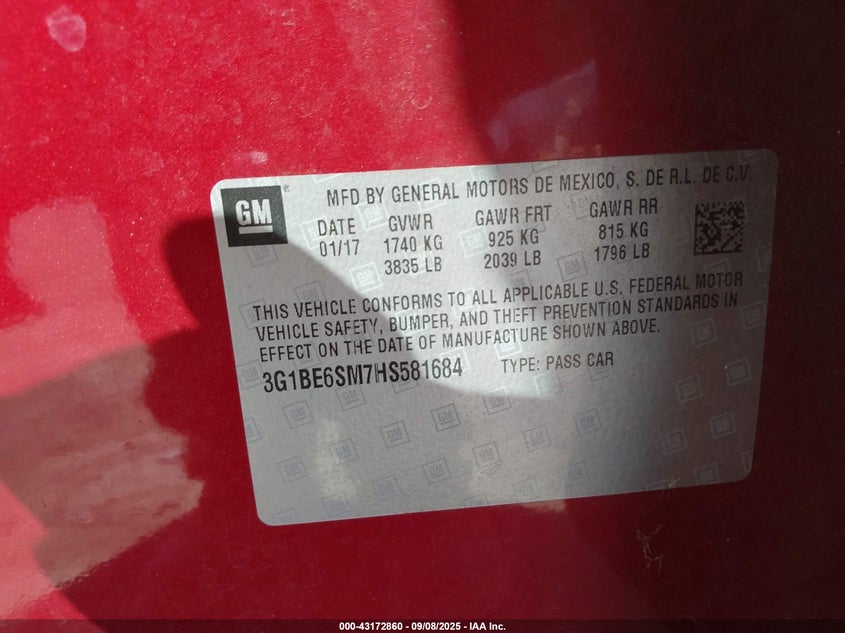 GM
®
MFD BY GENERAL MOTORS DE MEXICO, S. DE R.L. DE C.V.
DATE GVWR GAWR FRT GAWR RR
01/17 1740 KG 925 KG 815 KG
3835 LB 2039 LB 1796 LB
THIS VEHICLE CONFORMS TO ALL APPLICABLE U.S. FEDERAL MOTOR
VEHICLE SAFETY, BUMPER, AND THEFT PREVENTION STANDARDS IN
EFFECT ON THE DATE OF MANUFACTURE SHOWN ABOVE.
3G1BE6SM7HS581684 TYPE: PASS CAR
000-43172860 - 09/08/2025 - IAA Inc.